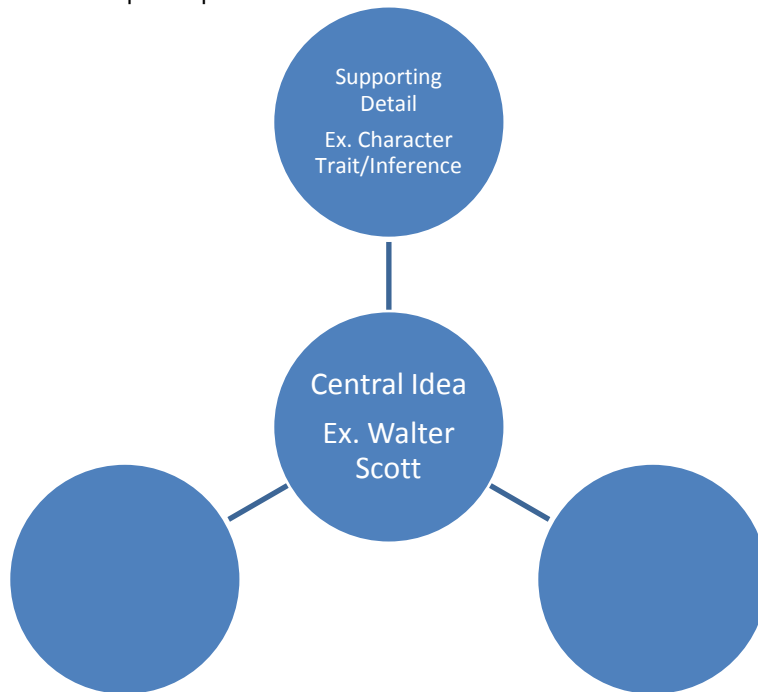 Supporting
Detail
Ex. Character
Trait/Inference
Central Idea
Ex. Walter
Scott